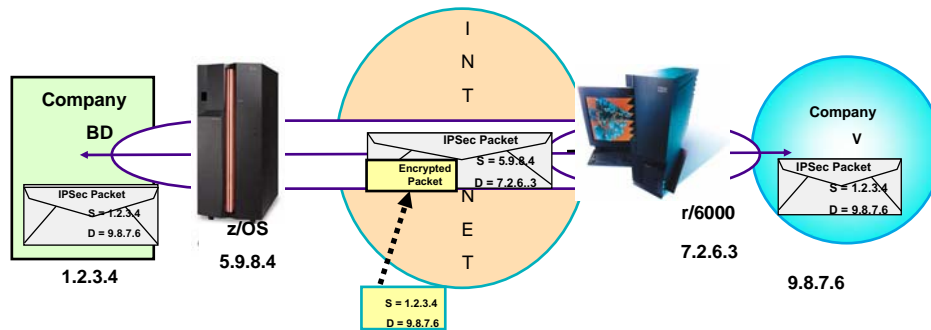 Company
BD
IPSec Packet
S = 1.2.3.4
D = 9.8.7.6
1.2.3.4
z/OS
5.9.8.4
I
N
T
IPSec Packet
S = 5.9.8.4
D = 7.2.6..3
Encrypted
Packet
N
E
T
S = 1.2.3.4
D = 9.8.7.6
r/6000
7.2.6.3
Company
V
IPSec Packet
S = 1.2.3.4
D = 9.8.7.6
9.8.7.6